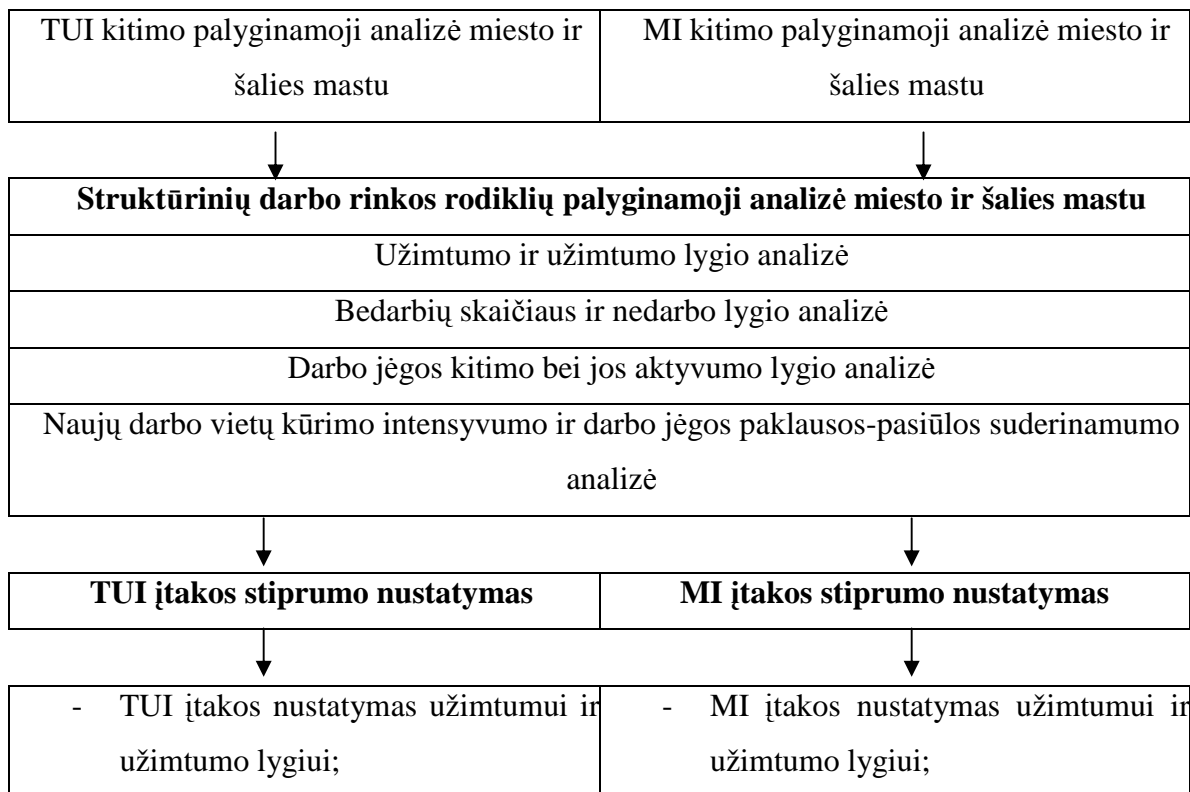 TUI kitimo palyginamoji analizė miesto ir
šalies mastu
MI kitimo palyginamoji analizė miesto ir
šalies mastu
Struktūrinių darbo rinkos rodiklių palyginamoji analizė miesto ir šalies mastu
Užimtumo ir užimtumo lygio analizė
Bedarbių skaičiaus ir nedarbo lygio analizė
Darbo jėgos kitimo bei jos aktyvumo lygio analizė
Naujų darbo vietų kūrimo intensyvumo ir darbo jėgos paklausos-pasiūlos suderinamumo
analizė
TUI įtakos stiprumo nustatymas
MI įtakos stiprumo nustatymas
- TUI įtakos nustatymas užimtumui ir
užimtumo lygiui;
- MI įtakos nustatymas užimtumui ir
užimtumo lygiui;